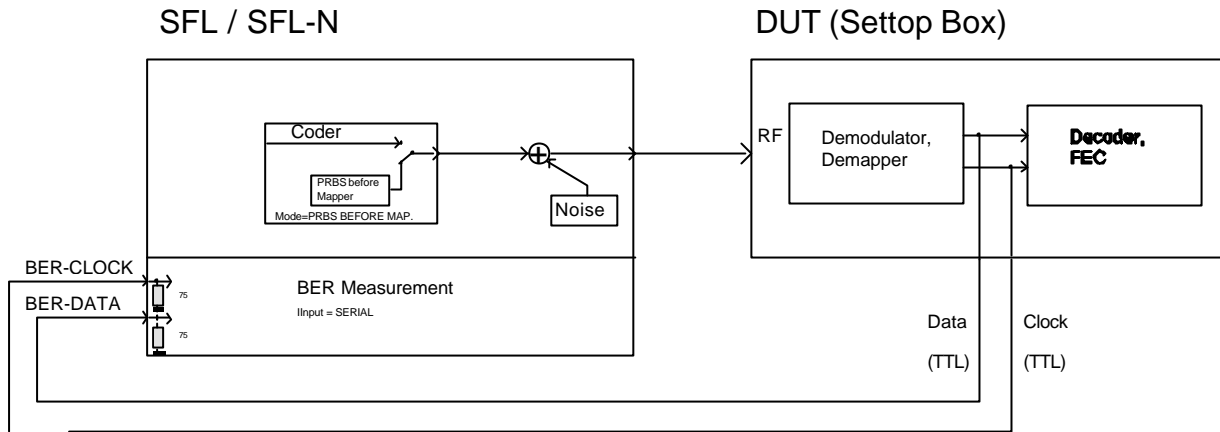 SFL / SFL-N
DUT (Settop Box)
Coder
PRBS before
Mapper
Mode=PRBS BEFORE MAP.
Noise
RF
Demodulator,
Demapper
Decoder,
FEC
BER-CLOCK
75
BER-DATA
75
BER Measurement
IInput = SERIAL
Data
(TTL)
Clock
(TTL)